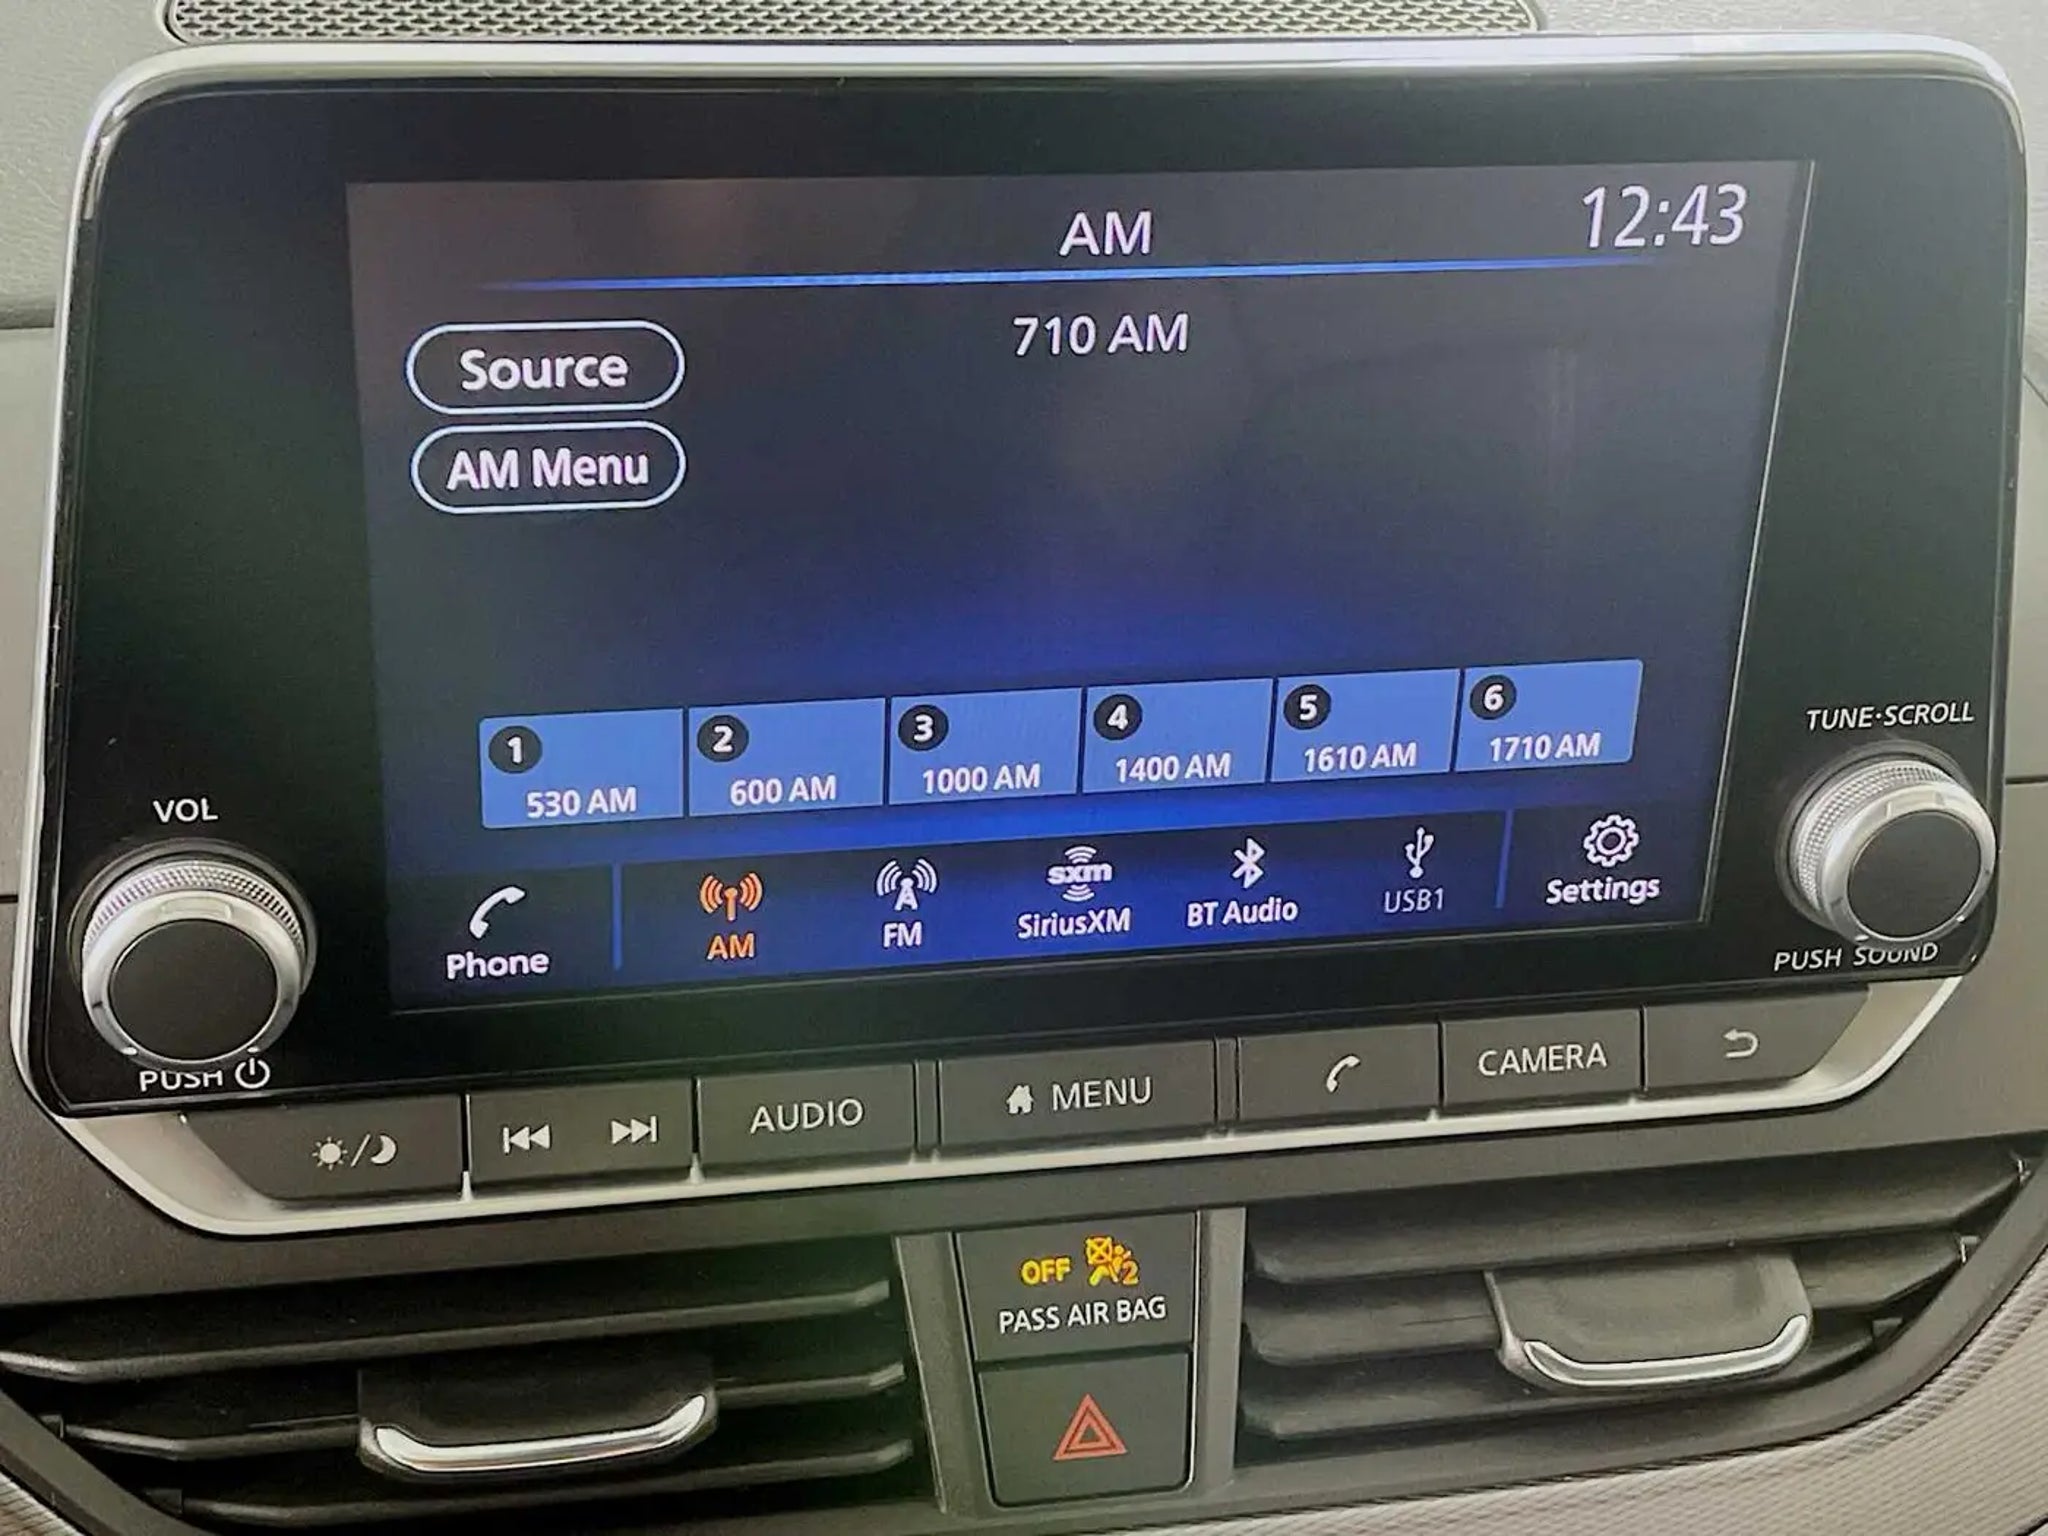 AM
12:43
710 AM
Source
AM Menu
1
530 AM
2
600 AM
3
1000 AM
4
1400 AM
5
1610 AM
6
1710 AM
TUNE·SCROLL
VOL
Phone
AM
FM
sxm
SiriusXM
BT Audio
USB1
Settings
PUSH SOUND
PUSH
AUDIO
MENU
CAMERA
OFF 2
PASS AIR BAG